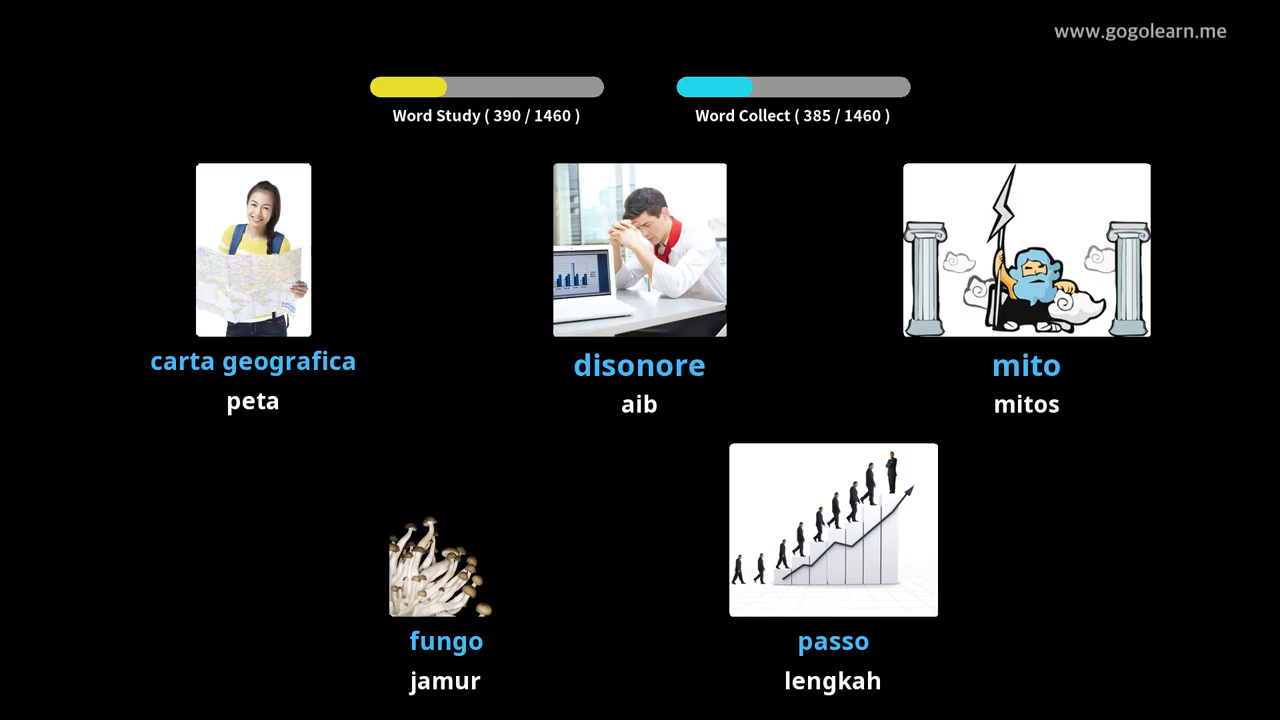 www.gogolearn.me
Word Study ( 390 / 1460 )
Word Collect ( 385 / 1460 )
carta geografica
peta
disonore
aib
mito
mitos
fungo
jamur
passo
lengkah